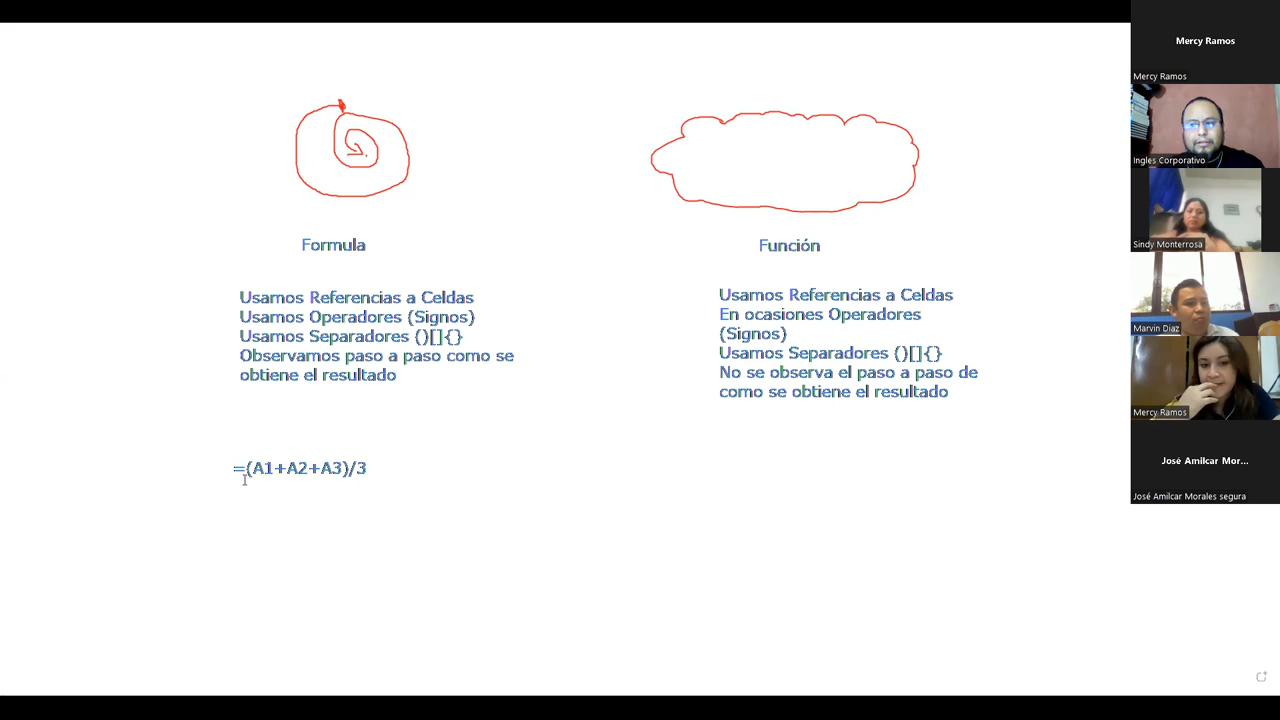 Formula
Usamos Referencias a Celdas
Usamos Operadores (Signos)
Usamos Separadores ()[]{}
Observamos paso a paso como se
obtiene el resultado
=(A1+A2+A3)/3
Función
Usamos Referencias a Celdas
En ocasiones Operadores
(Signos)
Usamos Separadores ()[]{}
No se observa el paso a paso de
como se obtiene el resultado
Mercy Ramos
Mercy Ramos
Ingles Corporativo
Sindy Monterrosa
Marvin Diaz
Mercy Ramos
José Amilcar Mor...
José Amilcar Morales segura